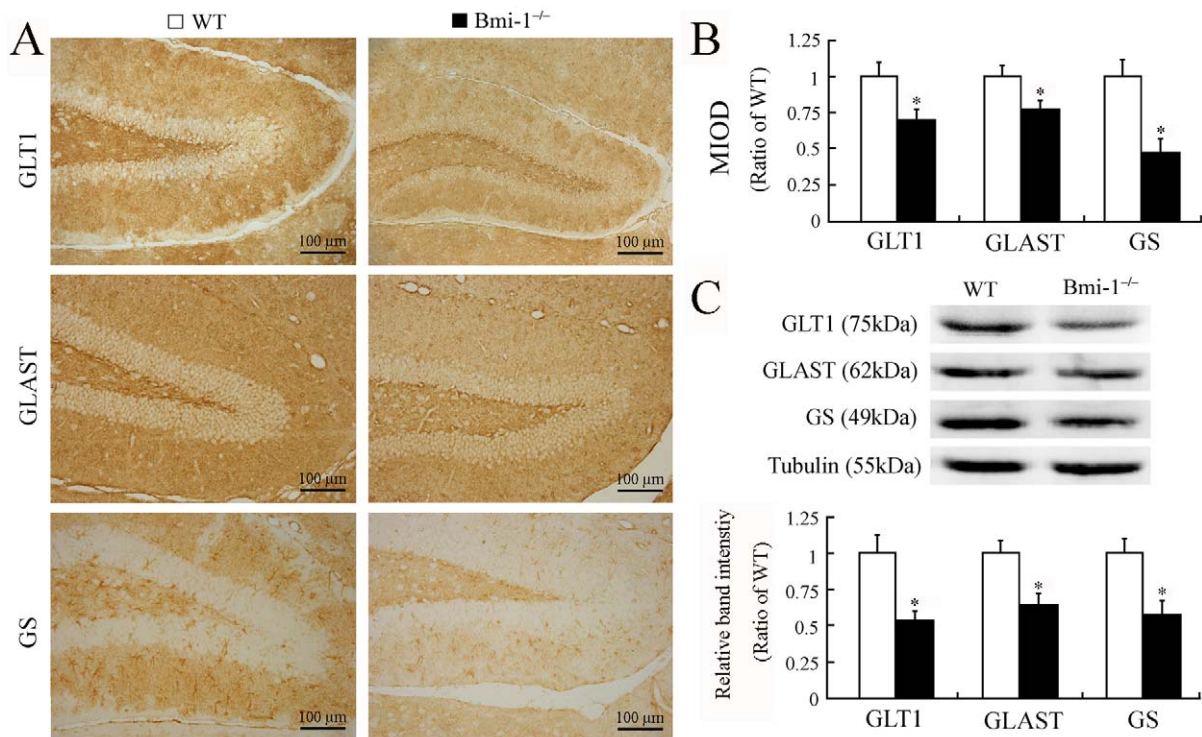 WT
Bmi-1⁻/⁻
A
GLT1
100 μm
100 μm
GLAST
100 μm
100 μm
GS
100 μm
100 μm
B
MIOD
(Ratio of WT)
1.25
1
0.75
0.5
0.25
0
*
*
*
GLT1
GLAST
GS
C
WT
Bmi-1⁻/⁻
GLT1 (75kDa)
GLAST (62kDa)
GS (49kDa)
Tubulin (55kDa)
Relative band intenstiy
(Ratio of WT)
1.25
1
0.75
0.5
0.25
0
*
*
*
GLT1
GLAST
GS